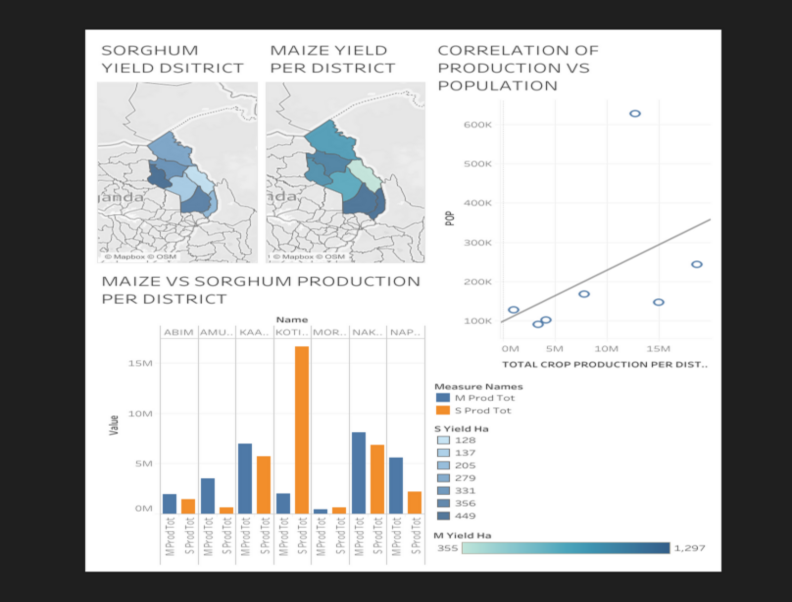 SORGHUM
YIELD DSITRICT
MAIZE YIELD
PER DISTRICT
CORRELATION OF
PRODUCTION VS
POPULATION
anda
da
© Mapbox © OSM
© Mapbox © OSM
600K
500K
400K
300K
200K
100K
POP
0M
5M
10M
15M
TOTAL CROP PRODUCTION PER DIST..
MAIZE VS SORGHUM PRODUCTION
PER DISTRICT
Name
ABIM
AMU..
KAA..
KOTI..
MOR..
NAK..
NAP..
15M
10M
5M
0M
Value
M Prod Tot
S Prod Tot
M Prod Tot
S Prod Tot
M Prod Tot
S Prod Tot
M Prod Tot
S Prod Tot
M Prod Tot
S Prod Tot
M Prod Tot
S Prod Tot
M Prod Tot
S Prod Tot
Measure Names
M Prod Tot
S Prod Tot
S Yield Ha
128
137
205
279
331
356
449
M Yield Ha
355
1,297